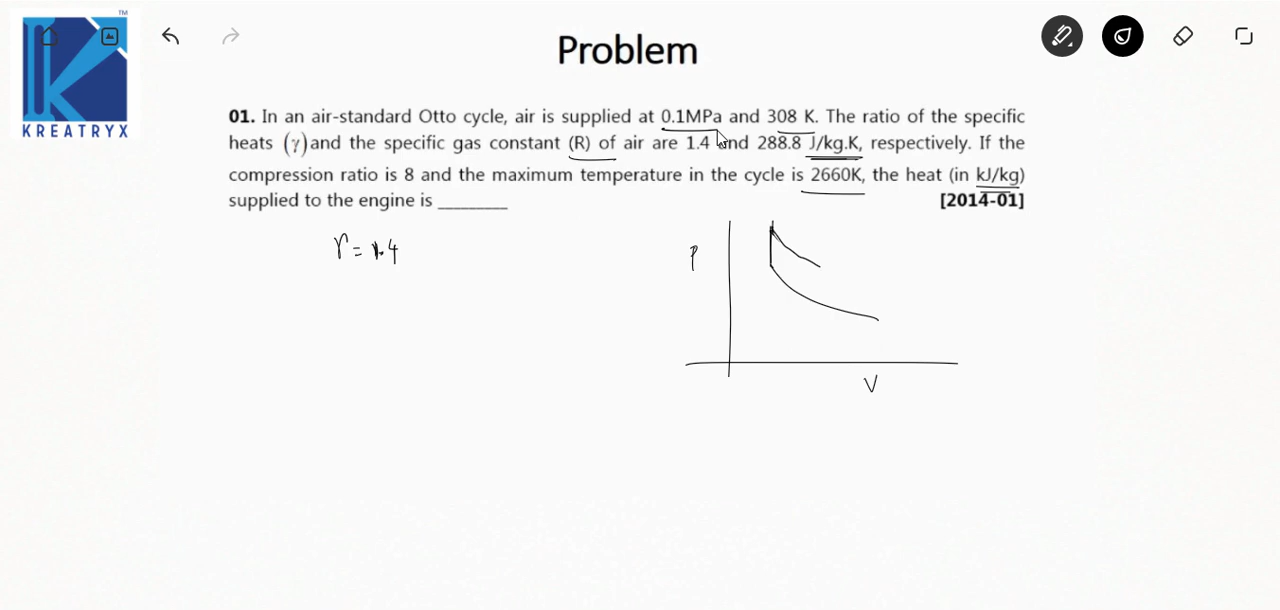 TM
KREATRYX
Problem
01. In an air-standard Otto cycle, air is supplied at 0.1MPa and 308 K. The ratio of the specific
heats (γ)and the specific gas constant (R) of air are 1.4 and 288.8 J/kg.K, respectively. If the
compression ratio is 8 and the maximum temperature in the cycle is 2660K, the heat (in kJ/kg)
supplied to the engine is ________ [2014-01]
γ = 1.4
P
V